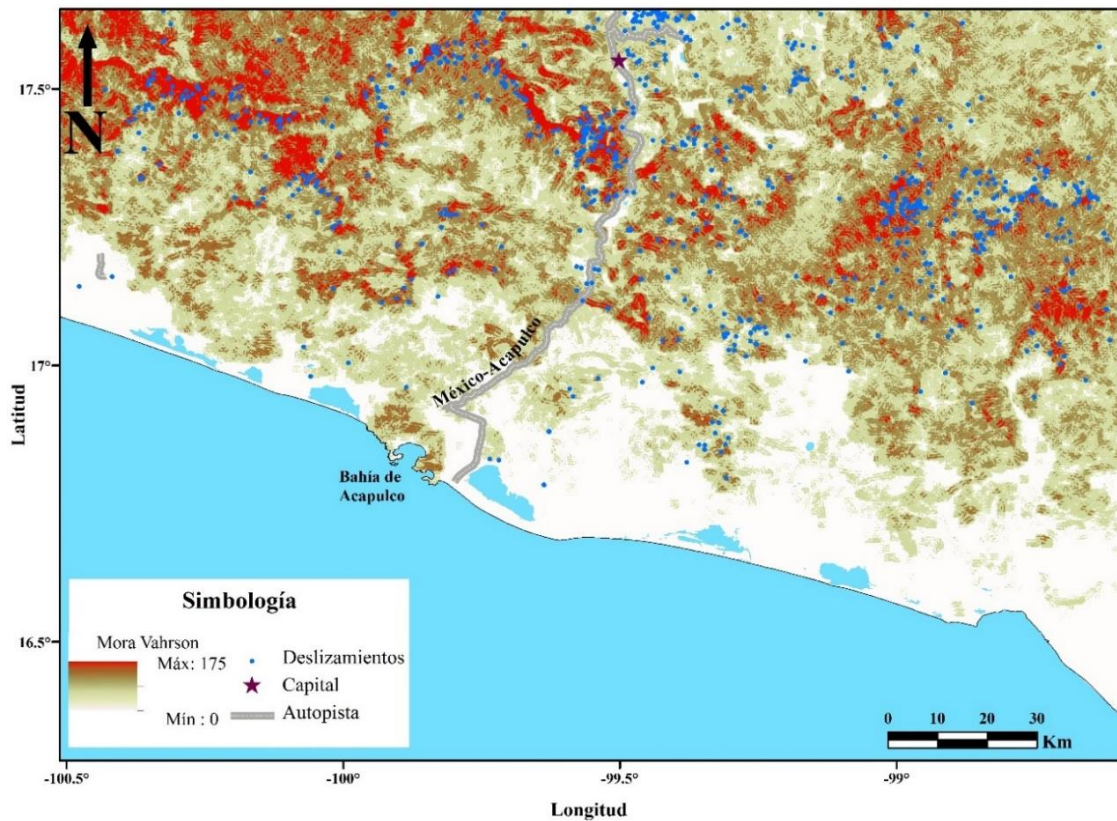 17.5°
N
17°
Latitud
México-Acapulco
Bahía de
Acapulco
16.5°
Simbología
Mora Vahrson
Máx: 175
Mín : 0
Deslizamientos
Capital
Autopista
0 10 20 30
Km
-100.5° -100° -99.5° -99°
Longitud